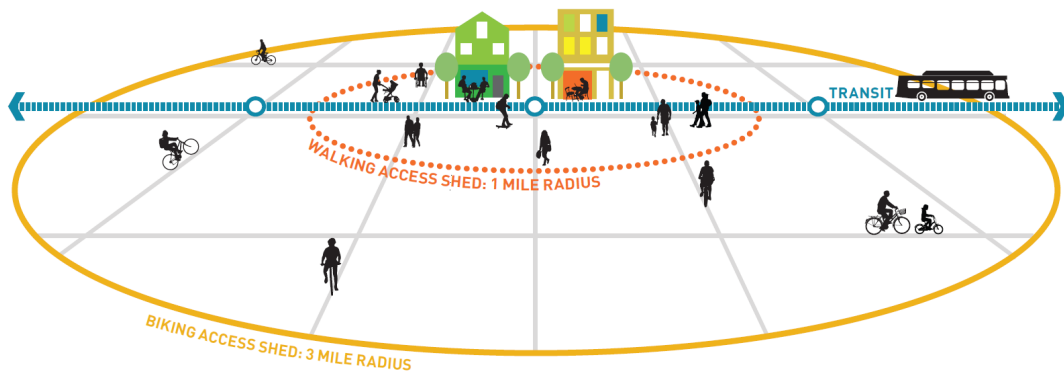 TRANSIT
WALKING ACCESS SHED: 1 MILE RADIUS
BIKING ACCESS SHED: 3 MILE RADIUS